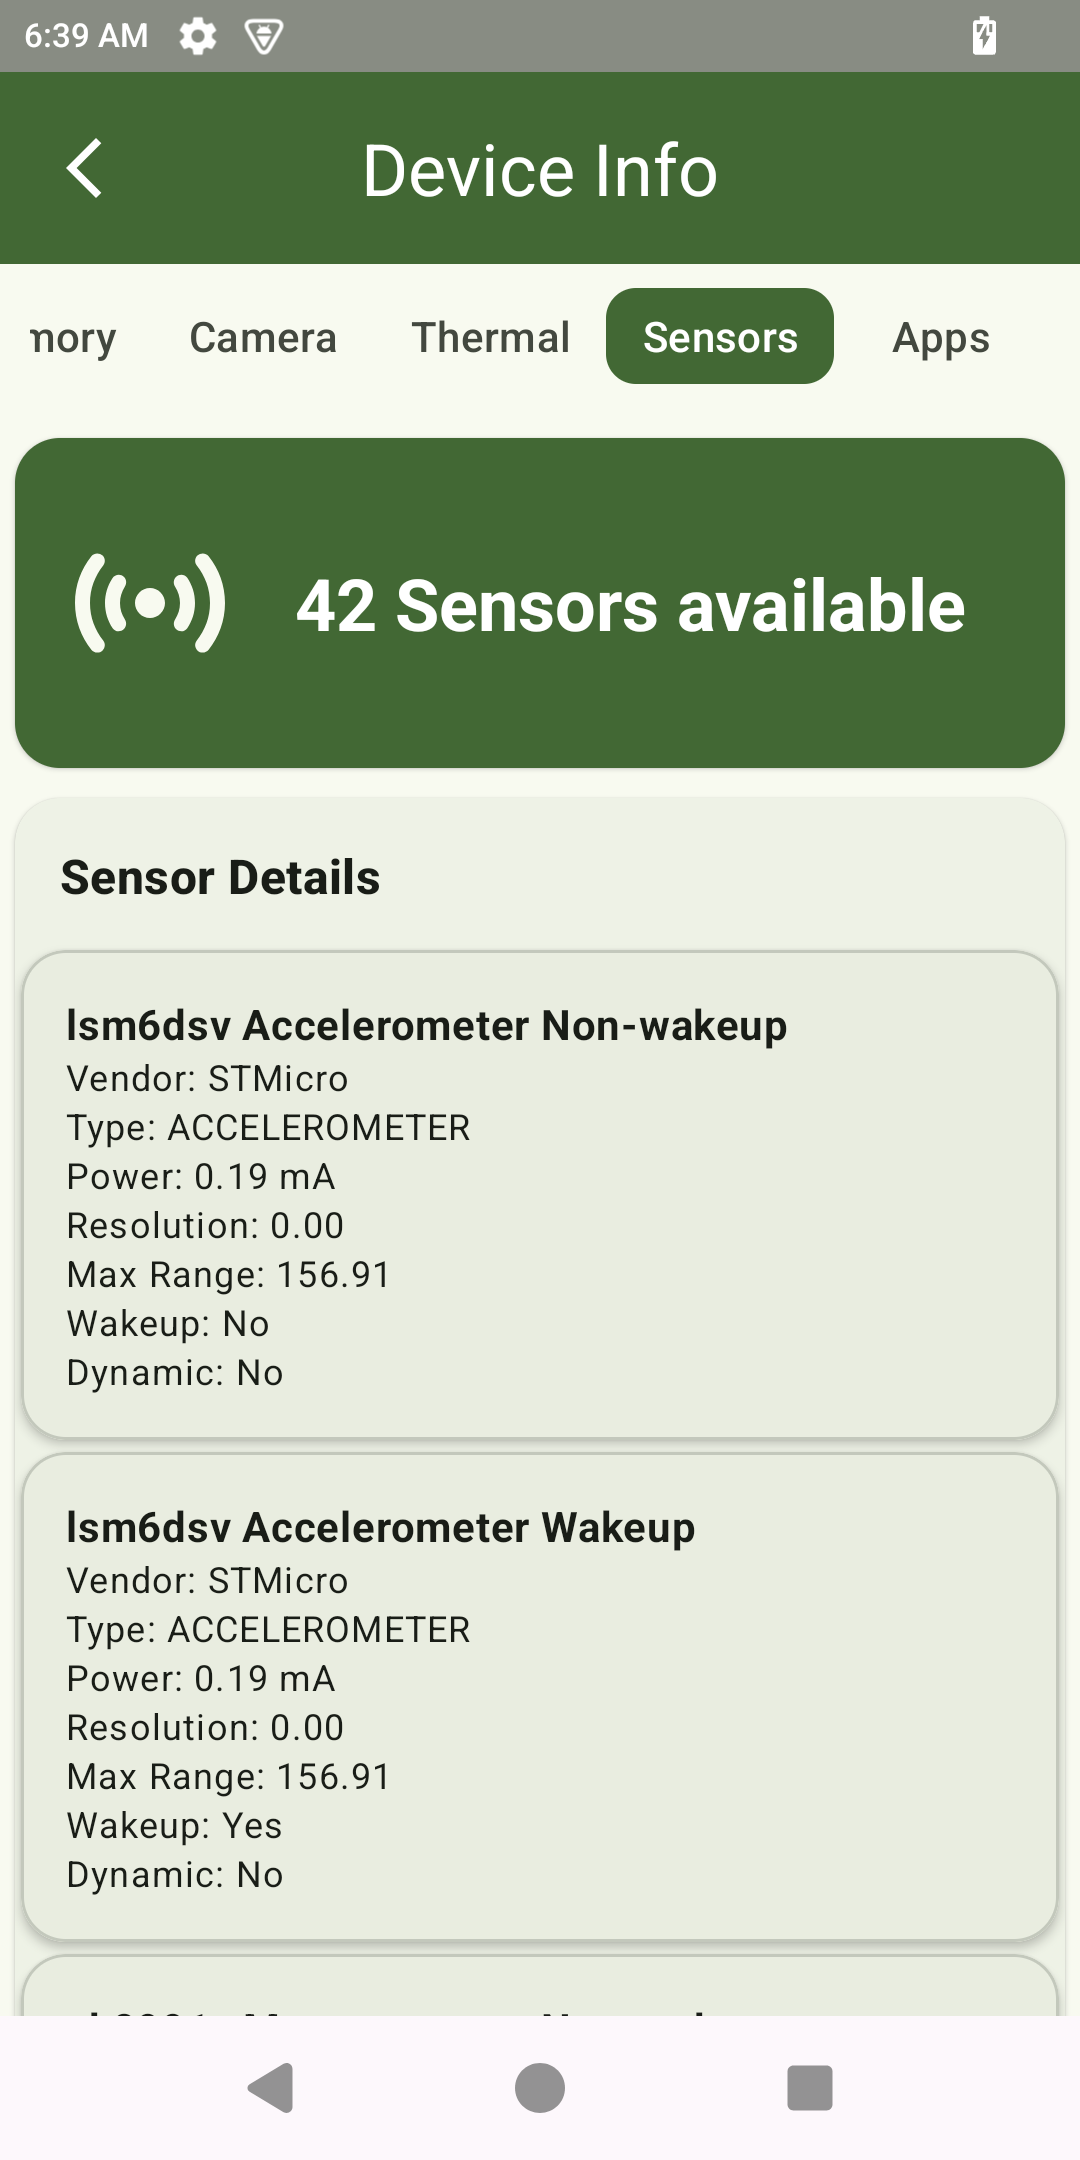 6:39 AM
Device Info
Camera Thermal Sensors Apps
42 Sensors available
Sensor Details
lsm6dsv Accelerometer Non-wakeup
Vendor: STMicro
Type: ACCELEROMETER
Power: 0.19 mA
Resolution: 0.00
Max Range: 156.91
Wakeup: No
Dynamic: No
lsm6dsv Accelerometer Wakeup
Vendor: STMicro
Type: ACCELEROMETER
Power: 0.19 mA
Resolution: 0.00
Max Range: 156.91
Wakeup: Yes
Dynamic: No